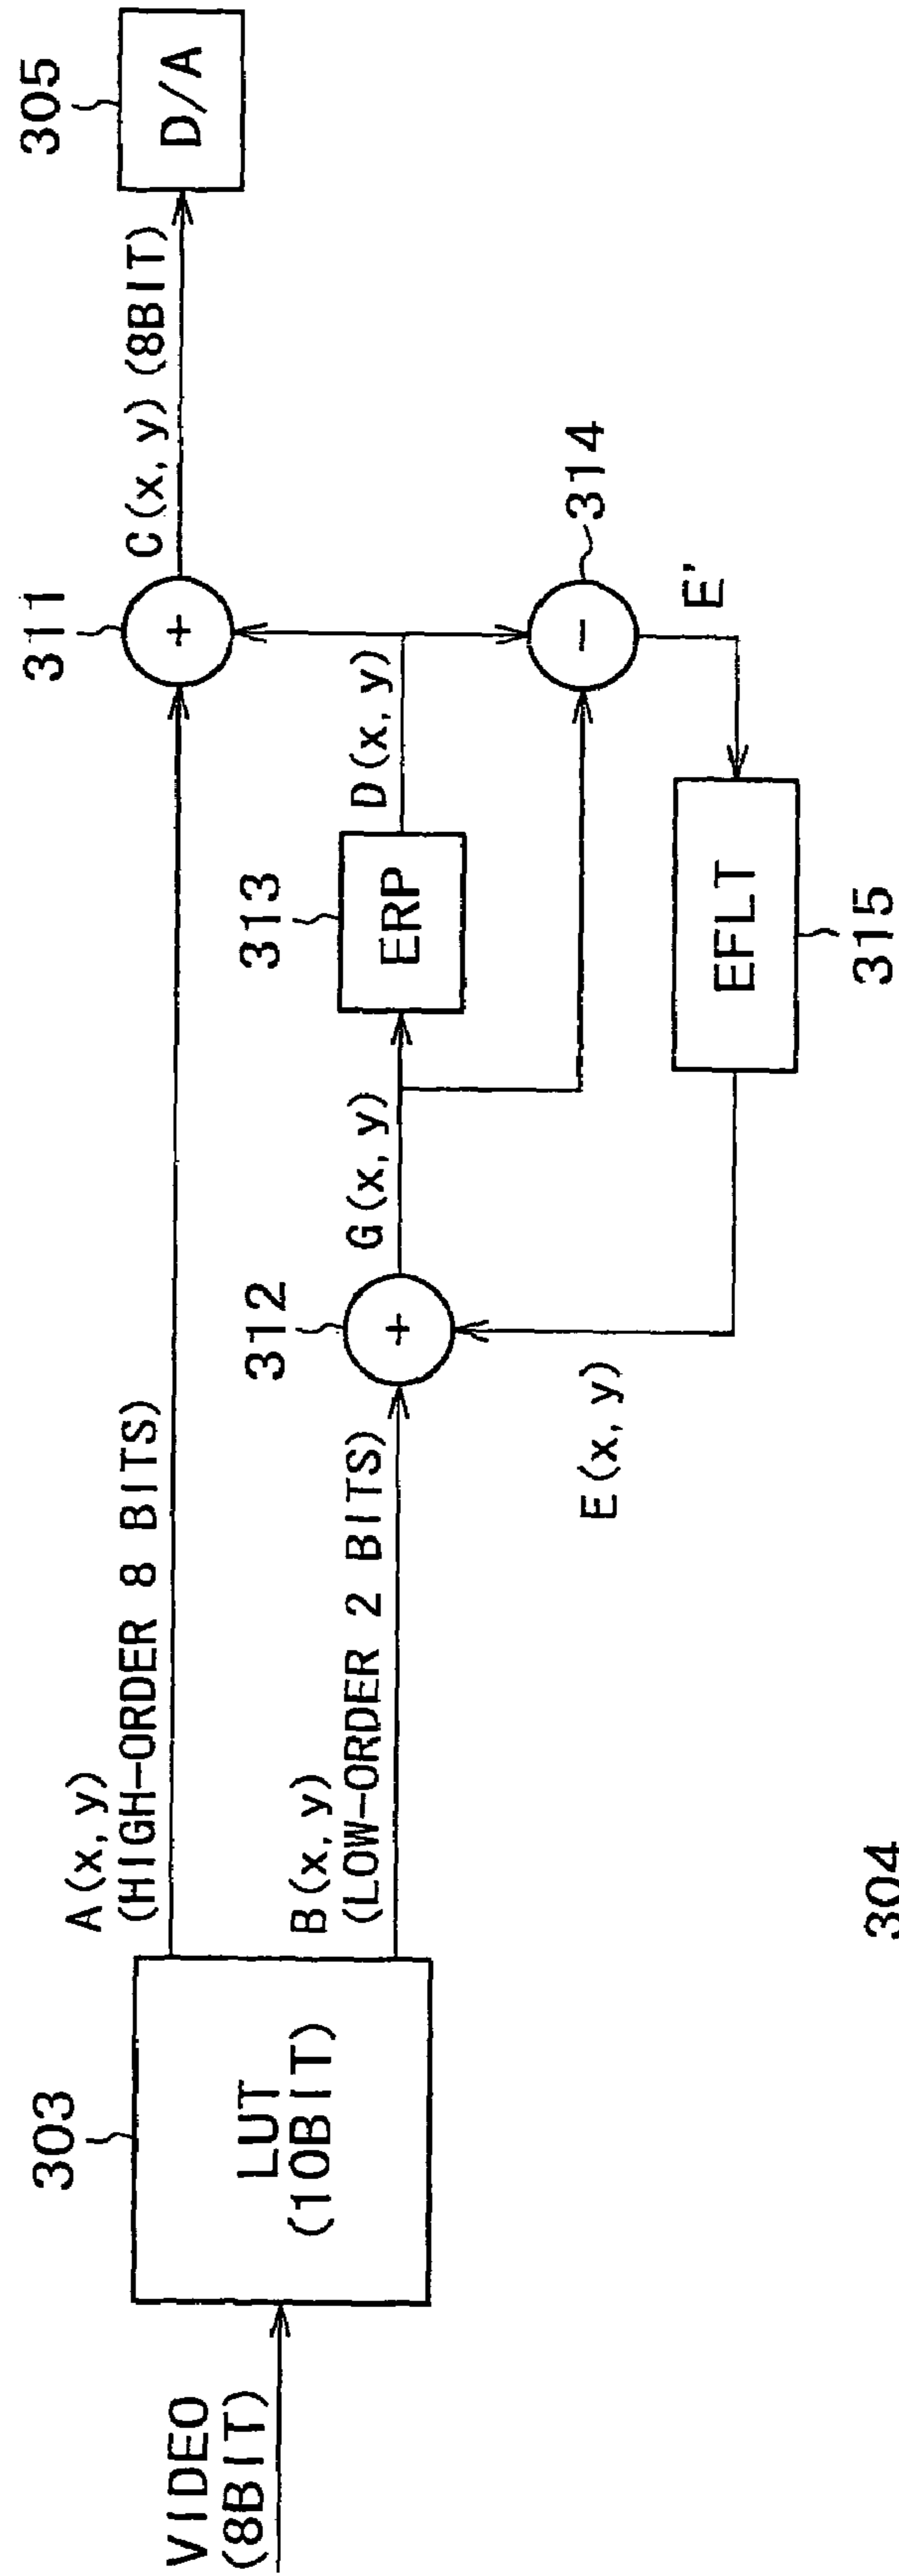 VIDEO
(8BIT)
303
LUT
(10BIT)
A(x, y)
(HIGH-ORDER 8 BITS)
B(x, y)
(LOW-ORDER 2 BITS)
312
+
G(x, y)
E(x, y)
313
ERP
D(x, y)
311
+
C(x, y) (8BIT)
305
D/A
314
−
E'
EFLT
315
304